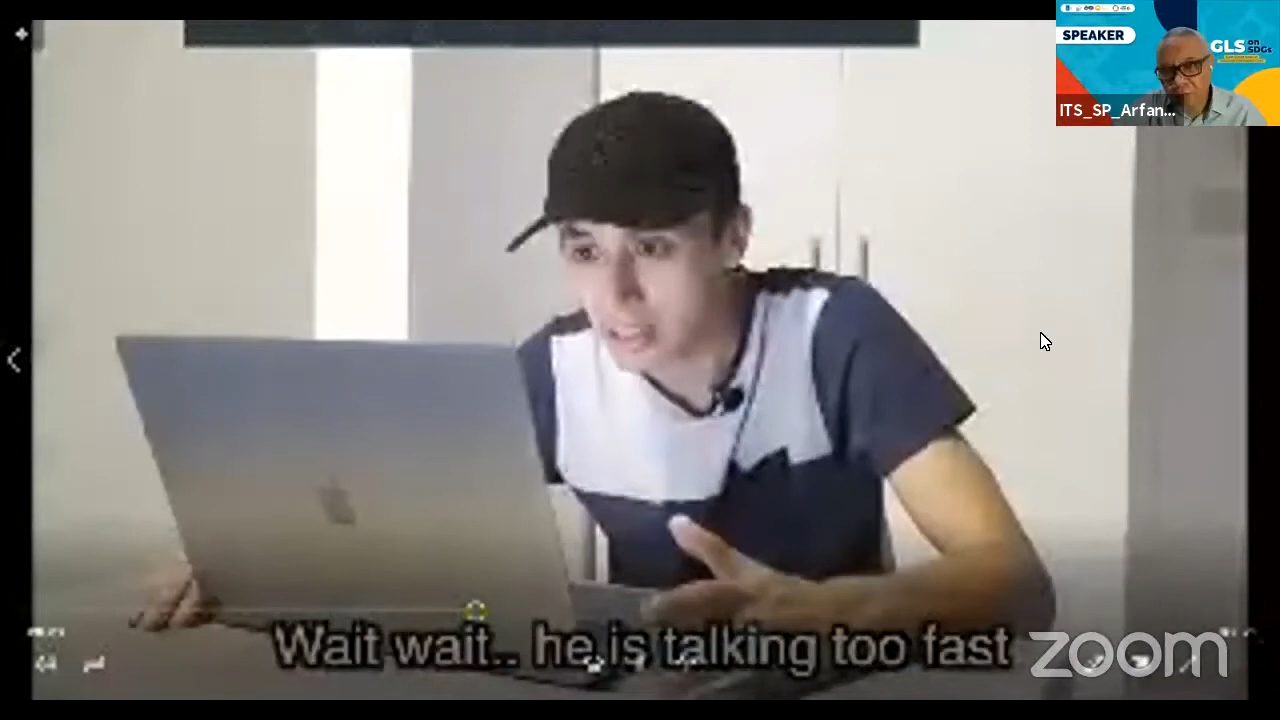 SPEAKER
GLS on
SDGs
ITS_SP_Arfan...
Wait wait.. he is talking too fast
zoom